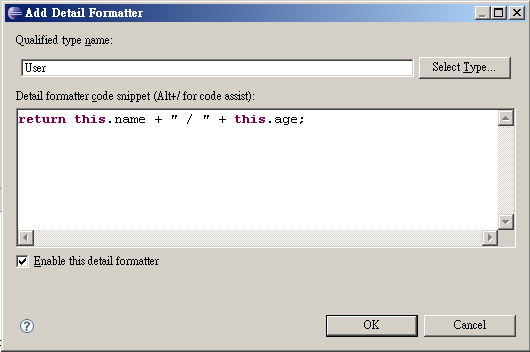 Add Detail Formatter
Qualified type name:
User
Select Type...
Detail formatter code snippet (Alt+/ for code assist):
return this.name + " / " + this.age;
Enable this detail formatter
?
OK
Cancel